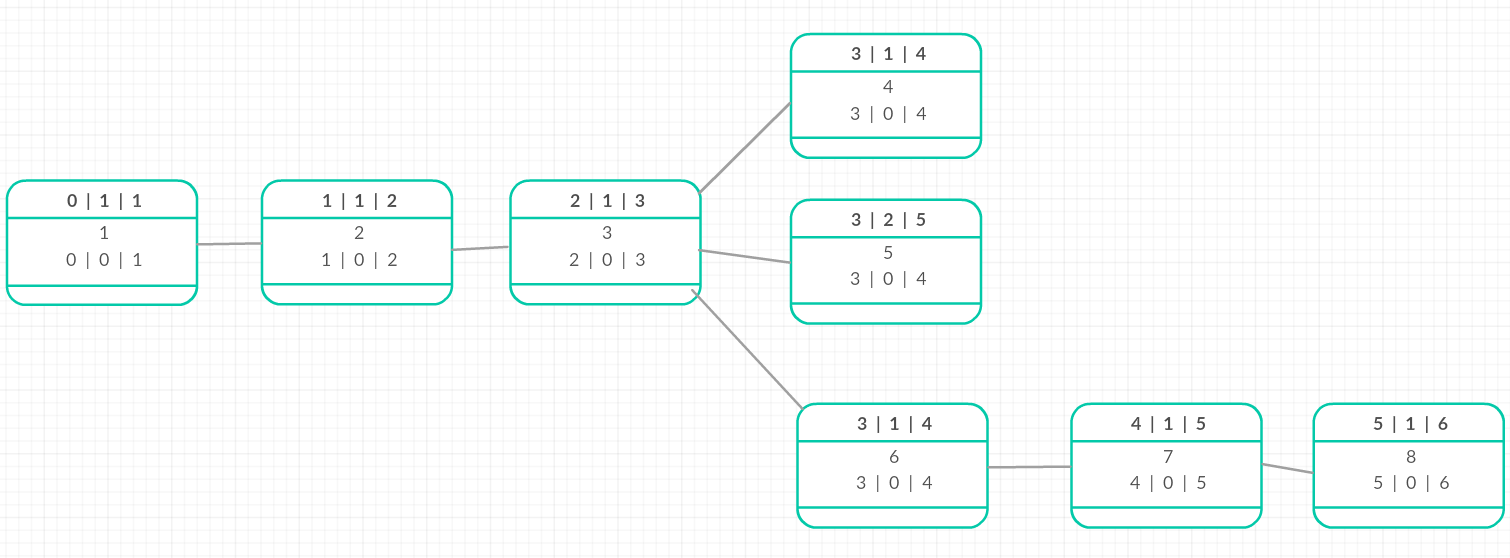 3 | 1 | 4
4
3 | 0 | 4
0 | 1 | 1
1
0 | 0 | 1
1 | 1 | 2
2
1 | 0 | 2
2 | 1 | 3
3
2 | 0 | 3
3 | 2 | 5
5
3 | 0 | 4
3 | 1 | 4
6
3 | 0 | 4
4 | 1 | 5
7
4 | 0 | 5
5 | 1 | 6
8
5 | 0 | 6